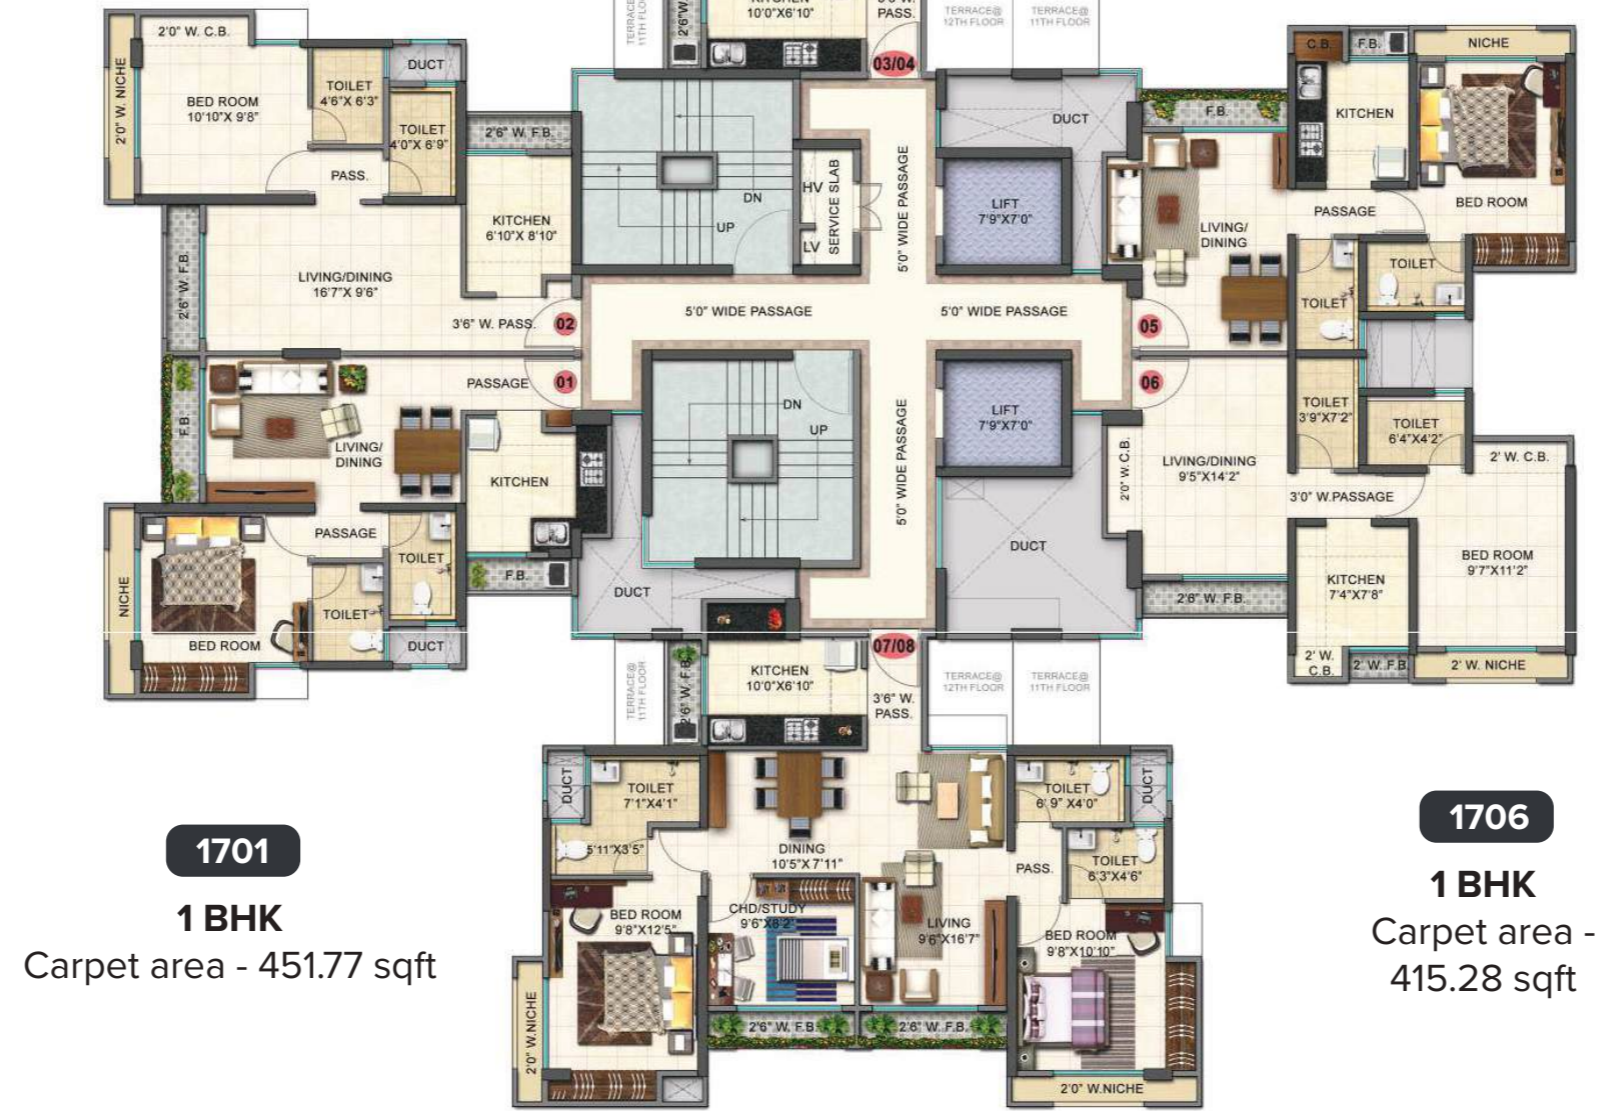 TERRACE@
11TH FLOOR
2'6"W.
KITCHEN
10'0"X6'10"
3'6" W.
PASS.
03/04
TERRACE@
12TH FLOOR
TERRACE@
11TH FLOOR
2'0" W. C.B.
2'0" W. NICHE
BED ROOM
10'10"X 9'8"
TOILET
4'6"X 6'3"
DUCT
TOILET
4'0"X 6'9"
PASS.
2'6" W. F.B.
KITCHEN
6'10"X 8'10"
2'6" W. F.B.
LIVING/DINING
16'7"X 9'6"
3'6" W. PASS.
02
DN
UP
HV
LV
SERVICE SLAB
5'0" WIDE PASSAGE
5'0" WIDE PASSAGE
5'0" WIDE PASSAGE
DUCT
LIFT
7'9"X7'0"
C.B.
F.B.
NICHE
F.B.
KITCHEN
BED ROOM
PASSAGE
LIVING/
DINING
TOILET
TOILET
05
F.B.
PASSAGE
01
LIVING/
DINING
KITCHEN
PASSAGE
TOILET
NICHE
TOILET
BED ROOM
DUCT
F.B.
DUCT
DN
UP
5'0" WIDE PASSAGE
LIFT
7'9"X7'0"
DUCT
06
2'0" W. C.B.
LIVING/DINING
9'5"X14'2"
TOILET
3'9"X7'2"
TOILET
6'4"X4'2"
2' W. C.B.
3'0" W.PASSAGE
BED ROOM
9'7"X11'2"
KITCHEN
7'4"X7'8"
2'6" W. F.B.
2' W.
C.B.
2' W. F.B.
2' W. NICHE
TERRACE@
11TH FLOOR
2'6" W. F.B.
KITCHEN
10'0"X6'10"
07/08
3'6" W.
PASS.
TERRACE@
12TH FLOOR
TERRACE@
11TH FLOOR
DUCT
TOILET
7'1"X4'1"
5'11"X3'5"
DINING
10'5"X 7'11"
TOILET
6' 9" X4'0"
DUCT
PASS.
TOILET
6'3"X4'6"
BED ROOM
9'8"X12'5"
CHD/STUDY
9'6"X8'2"
LIVING
9'6"X16'7"
BED ROOM
9'8"X10'10"
2'0" W.NICHE
2'6" W. F.B.
2'6" W. F.B.
2'0" W.NICHE
1701
1 BHK
Carpet area - 451.77 sqft
1706
1 BHK
Carpet area -
415.28 sqft